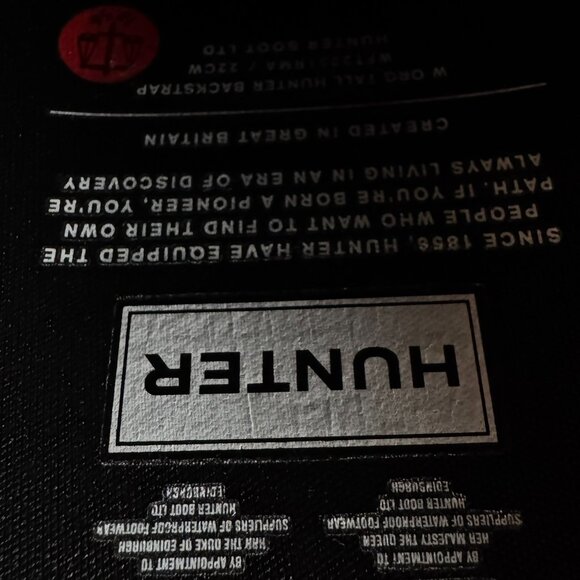 BY APPOINTMENT TO
HER MAJESTY THE QUEEN
SUPPLIERS OF WATERPROOF FOOTWEAR
HUNTER BOOT LTD
EDINBURGH
BY APPOINTMENT TO
HRH THE DUKE OF EDINBURGH
SUPPLIERS OF WATERPROOF FOOTWEAR
HUNTER BOOT LTD
EDINBURGH
HUNTER
SINCE 1856, HUNTER HAVE EQUIPPED THE
PEOPLE WHO WANT TO FIND THEIR OWN
PATH. IF YOU'RE BORN A PIONEER, YOU'RE
ALWAYS LIVING IN AN ERA OF DISCOVERY
CREATED IN GREAT BRITAIN
W ORG TALL HUNTER BACKSTRAP
WFT2251RMA / 22CW
HUNTER BOOT LTD